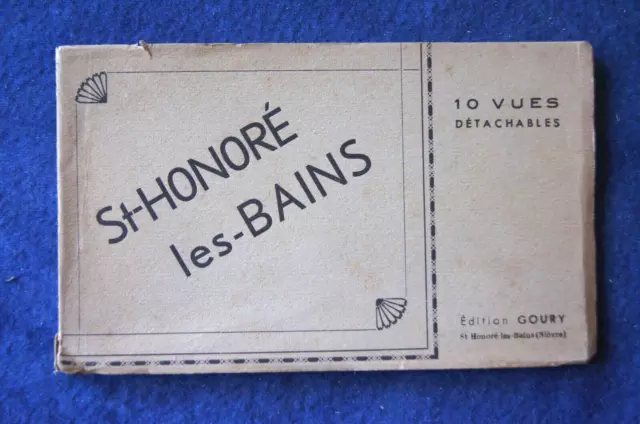 St-HONORÉ
les-BAINS
10 VUES
DÉTACHABLES
Édition GOURY
St Honoré les-Bains (Nièvre)